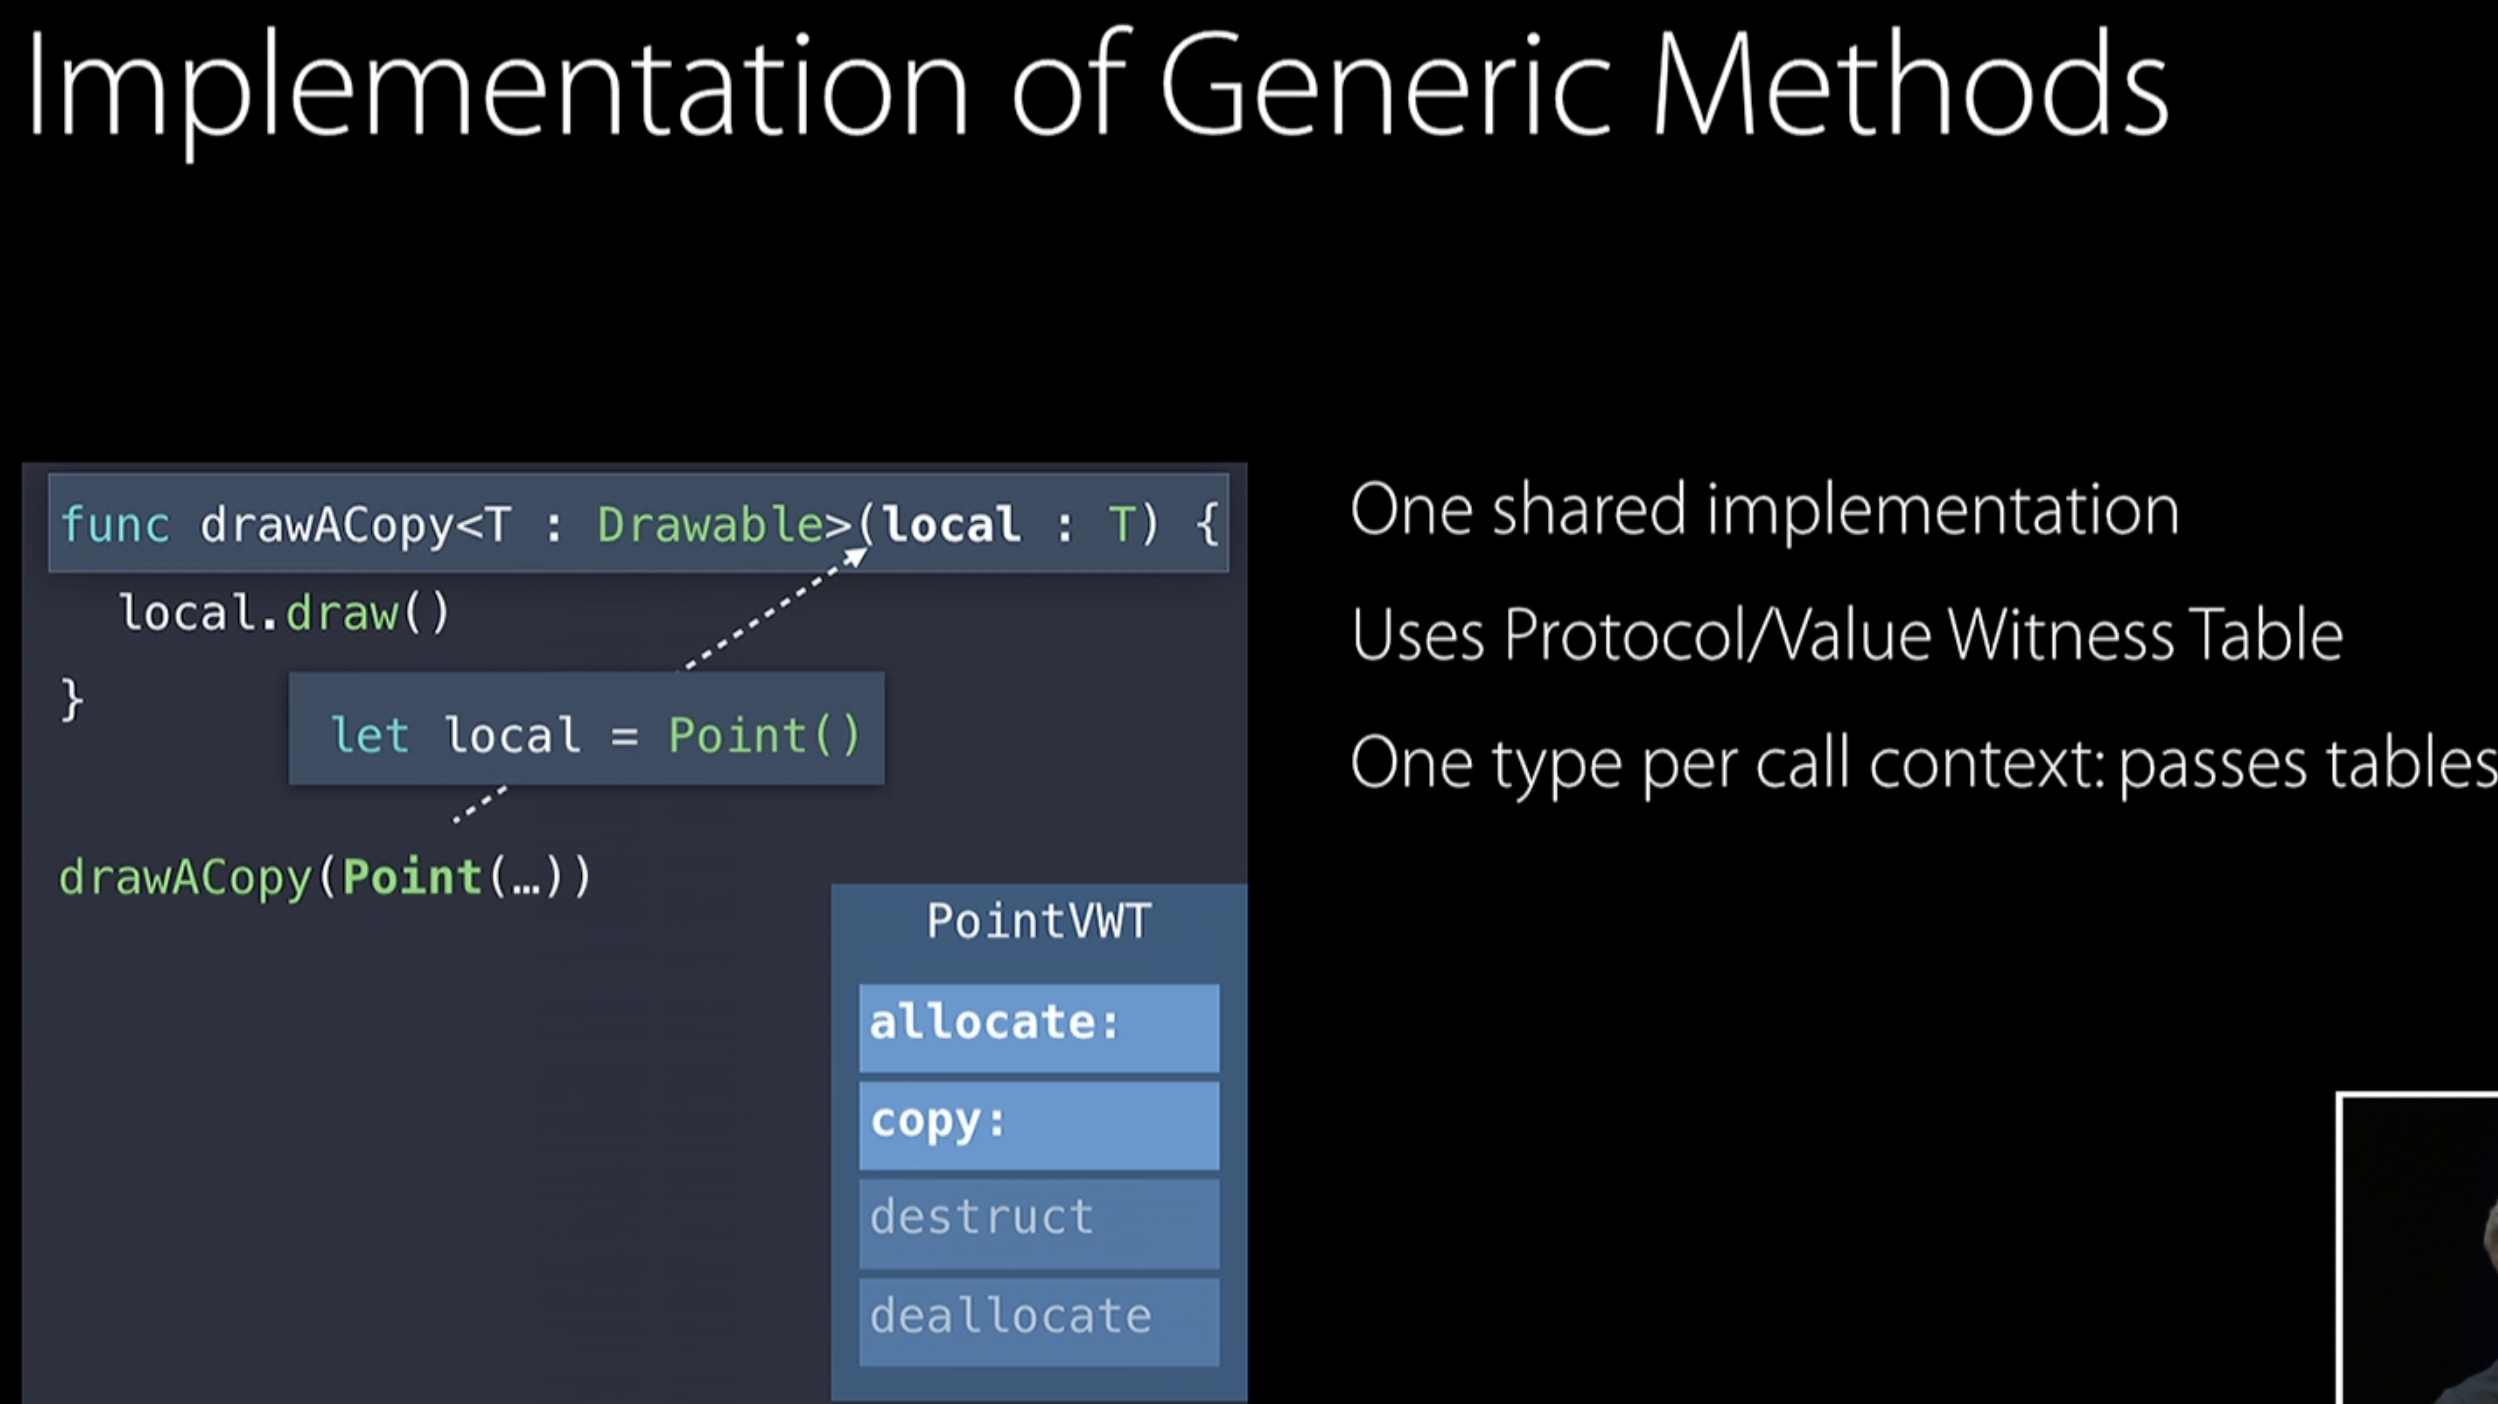 Implementation of Generic Methods
func drawACopy<T : Drawable>(local : T) {
local.draw()
}
let local = Point()
drawACopy(Point(…))
PointVWT
allocate:
copy:
destruct
deallocate
One shared implementation
Uses Protocol/Value Witness Table
One type per call context: passes tables